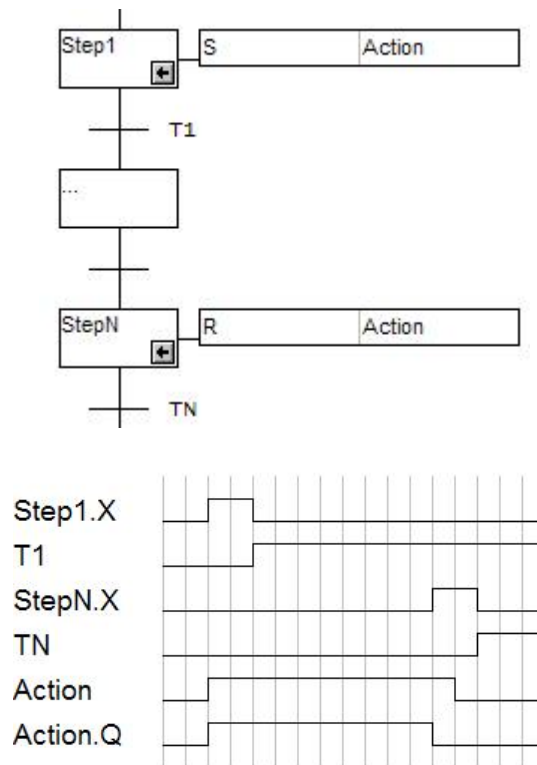 Step1 S Action
T1
...
StepN R Action
TN
Step1.X
T1
StepN.X
TN
Action
Action.Q